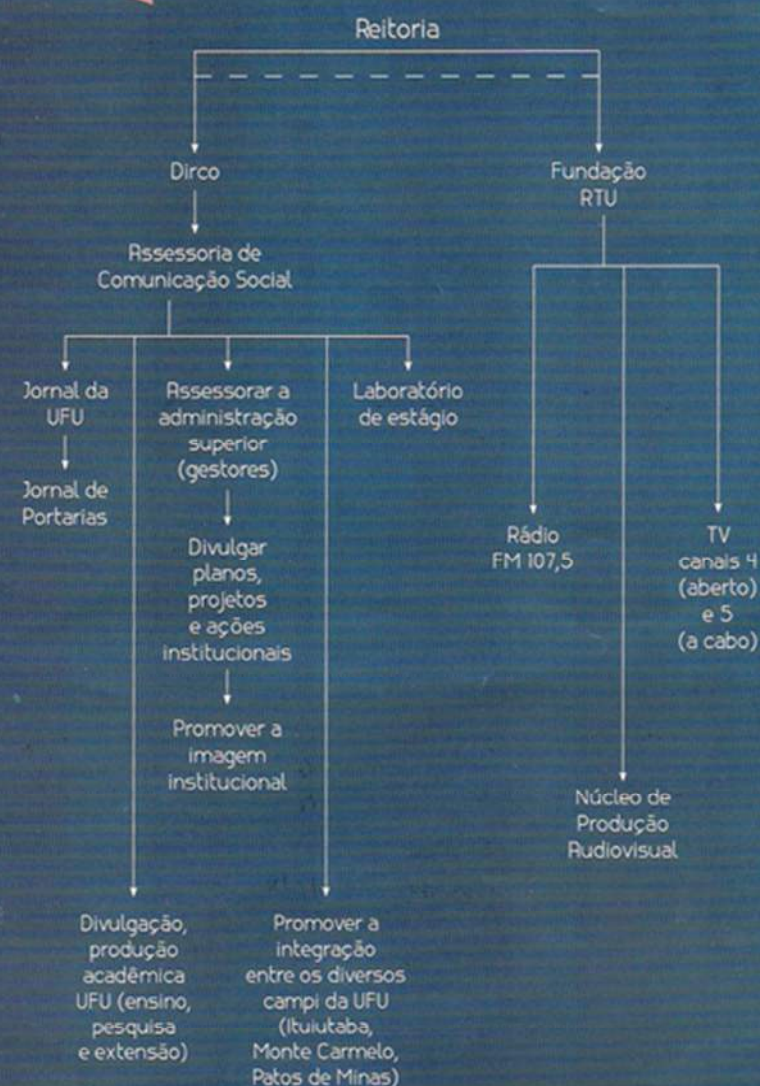 Reitoria
Dirco
Fundação
RTU
Assessoria de
Comunicação Social
Jornal da
UFU
Jornal de
Portarias
Assessorar a
administração
superior
(gestores)
Divulgar
planos,
projetos
e ações
institucionais
Promover a
imagem
institucional
Laboratório
de estágio
Divulgação,
produção
acadêmica
UFU (ensino,
pesquisa
e extensão)
Promover a
integração
entre os diversos
campi da UFU
(Ituiutaba,
Monte Carmelo,
Patos de Minas)
Rádio
FM 107,5
Núcleo de
Produção
Audiovisual
TV
canais 4
(aberto)
e 5
(a cabo)